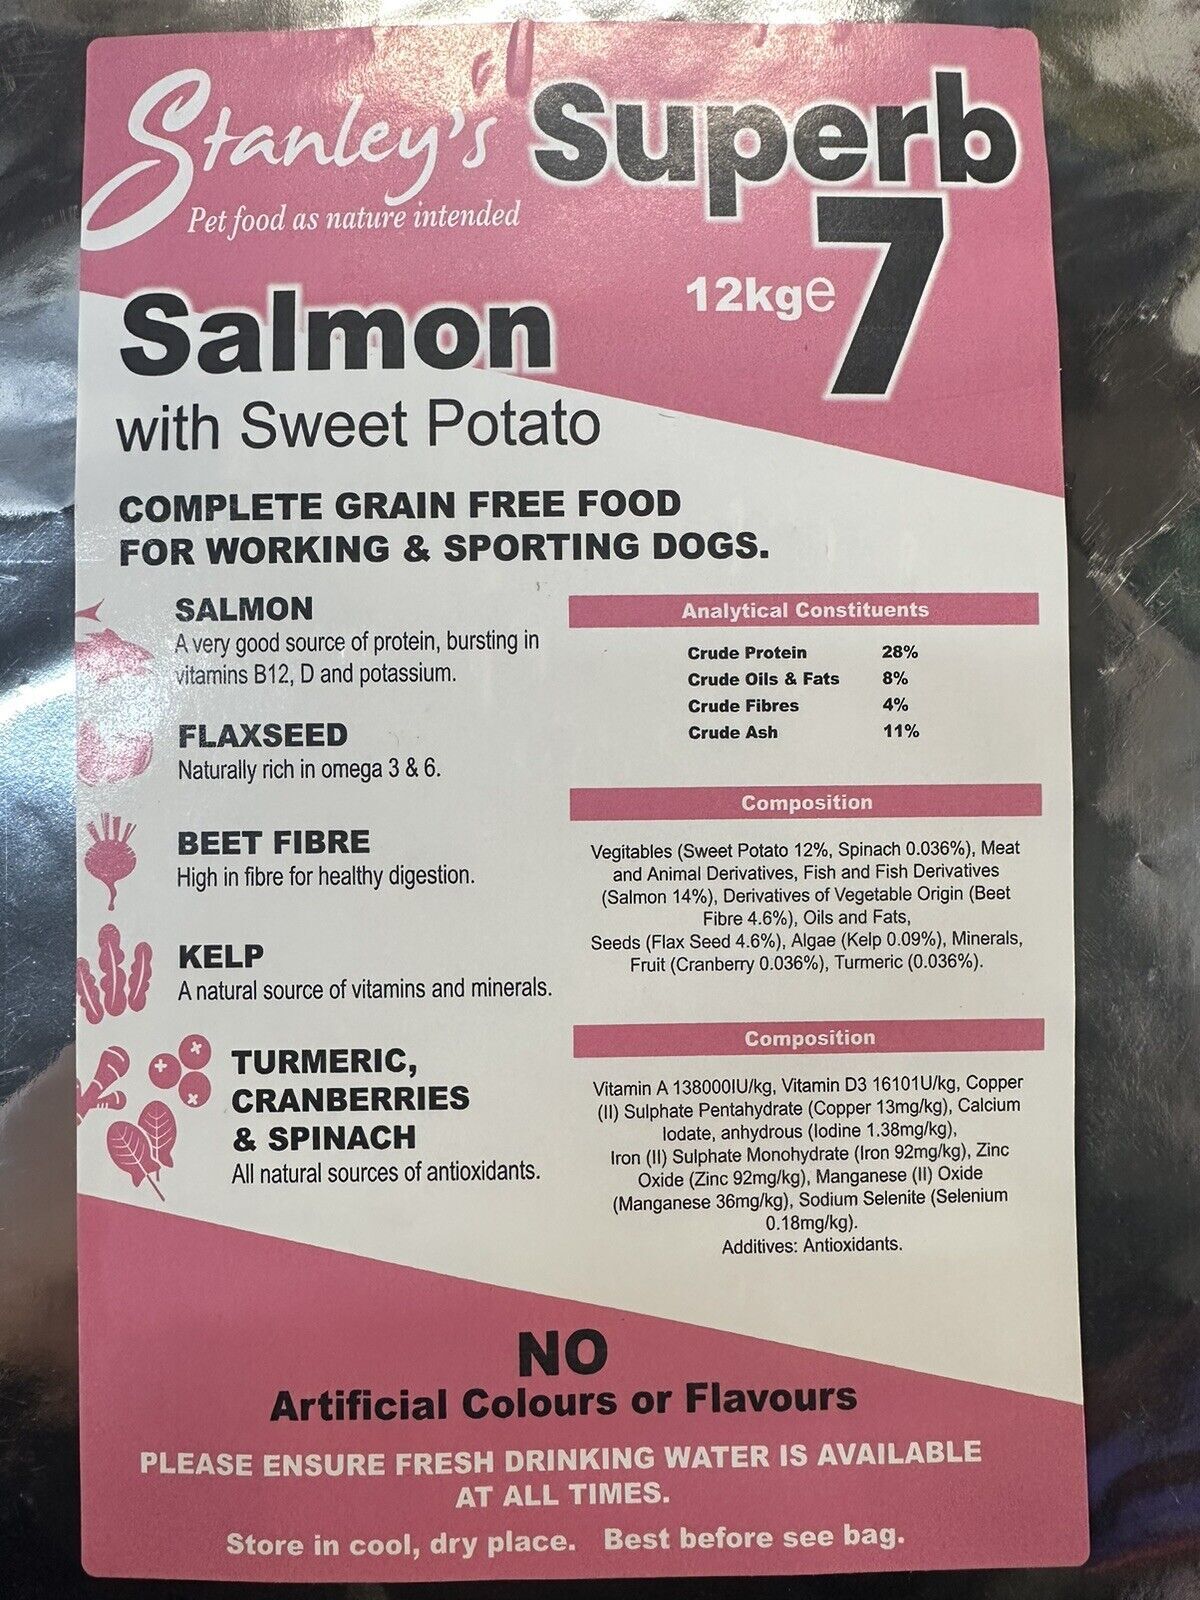 Stanley's
Pet food as nature intended
Superb
7
12kge
Salmon
with Sweet Potato
COMPLETE GRAIN FREE FOOD
FOR WORKING & SPORTING DOGS.
SALMON
A very good source of protein, bursting in
vitamins B12, D and potassium.
FLAXSEED
Naturally rich in omega 3 & 6.
BEET FIBRE
High in fibre for healthy digestion.
KELP
A natural source of vitamins and minerals.
TURMERIC,
CRANBERRIES
& SPINACH
All natural sources of antioxidants.
Analytical Constituents
Crude Protein 28%
Crude Oils & Fats 8%
Crude Fibres 4%
Crude Ash 11%
Composition
Vegitables (Sweet Potato 12%, Spinach 0.036%), Meat
and Animal Derivatives, Fish and Fish Derivatives
(Salmon 14%), Derivatives of Vegetable Origin (Beet
Fibre 4.6%), Oils and Fats,
Seeds (Flax Seed 4.6%), Algae (Kelp 0.09%), Minerals,
Fruit (Cranberry 0.036%), Turmeric (0.036%).
Composition
Vitamin A 138000IU/kg, Vitamin D3 16101U/kg, Copper
(II) Sulphate Pentahydrate (Copper 13mg/kg), Calcium
Iodate, anhydrous (Iodine 1.38mg/kg),
Iron (II) Sulphate Monohydrate (Iron 92mg/kg), Zinc
Oxide (Zinc 92mg/kg), Manganese (II) Oxide
(Manganese 36mg/kg), Sodium Selenite (Selenium
0.18mg/kg).
Additives: Antioxidants.
NO
Artificial Colours or Flavours
PLEASE ENSURE FRESH DRINKING WATER IS AVAILABLE
AT ALL TIMES.
Store in cool, dry place. Best before see bag.